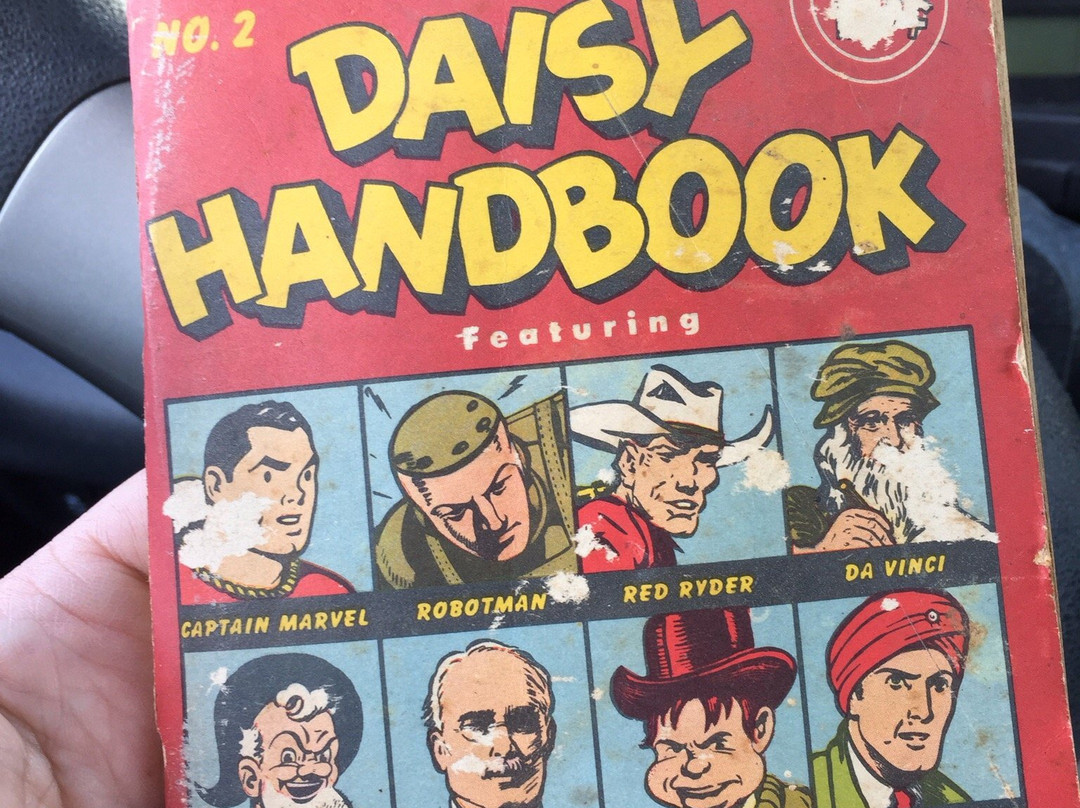 NO. 2
DAISY
HANDBOOK
Featuring
CAPTAIN MARVEL
ROBOTMAN
RED RYDER
DA VINCI